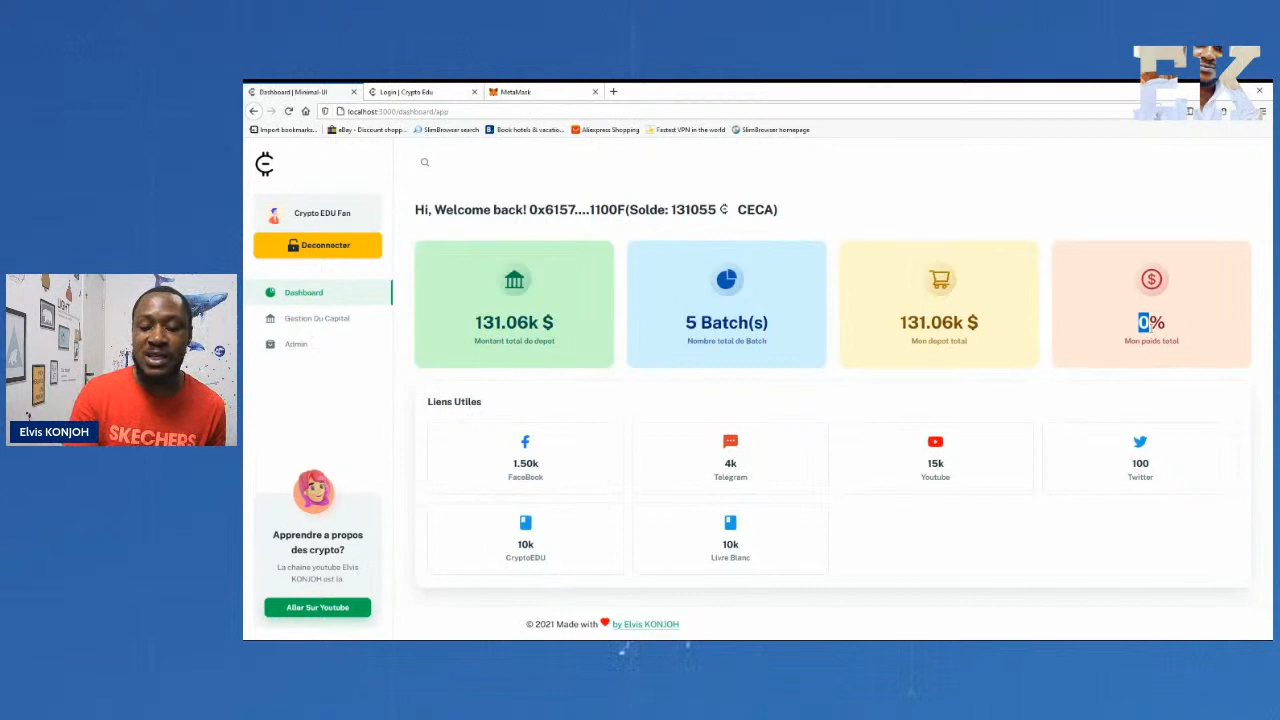 EK
Dashboard | Minimal-UI
Login | Crypto Edu
MetaMask
localhost:3000/dashboard/app
Import bookmarks...
eBay - Discount shopp...
SlimBrowser search
Book hotels & vacatio...
Aliexpress Shopping
Fastest VPN in the world
SlimBrowser homepage
Crypto EDU Fan
Deconnecter
Dashboard
Gestion Du Capital
Admin
Apprendre a propos
des crypto?
La chaine youtube Elvis
KONJOH est la
Aller Sur Youtube
Hi, Welcome back! 0x6157....1100F(Solde: 131055 ₵ CECA)
131.06k $
Montant total de depot
5 Batch(s)
Nombre total de Batch
131.06k $
Mon depot total
0%
Mon poids total
Liens Utiles
1.50k
FaceBook
4k
Telegram
15k
Youtube
100
Twitter
10k
CryptoEDU
10k
Livre Blanc
© 2021 Made with ❤ by Elvis KONJOH
LIGHT
SKECHERS
Elvis KONJOH